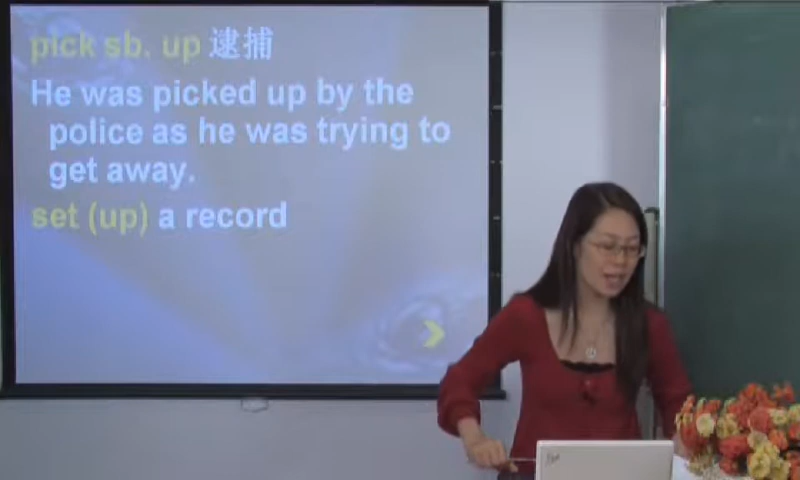 pick sb. up 逮捕
He was picked up by the
police as he was trying to
get away.
set (up) a record